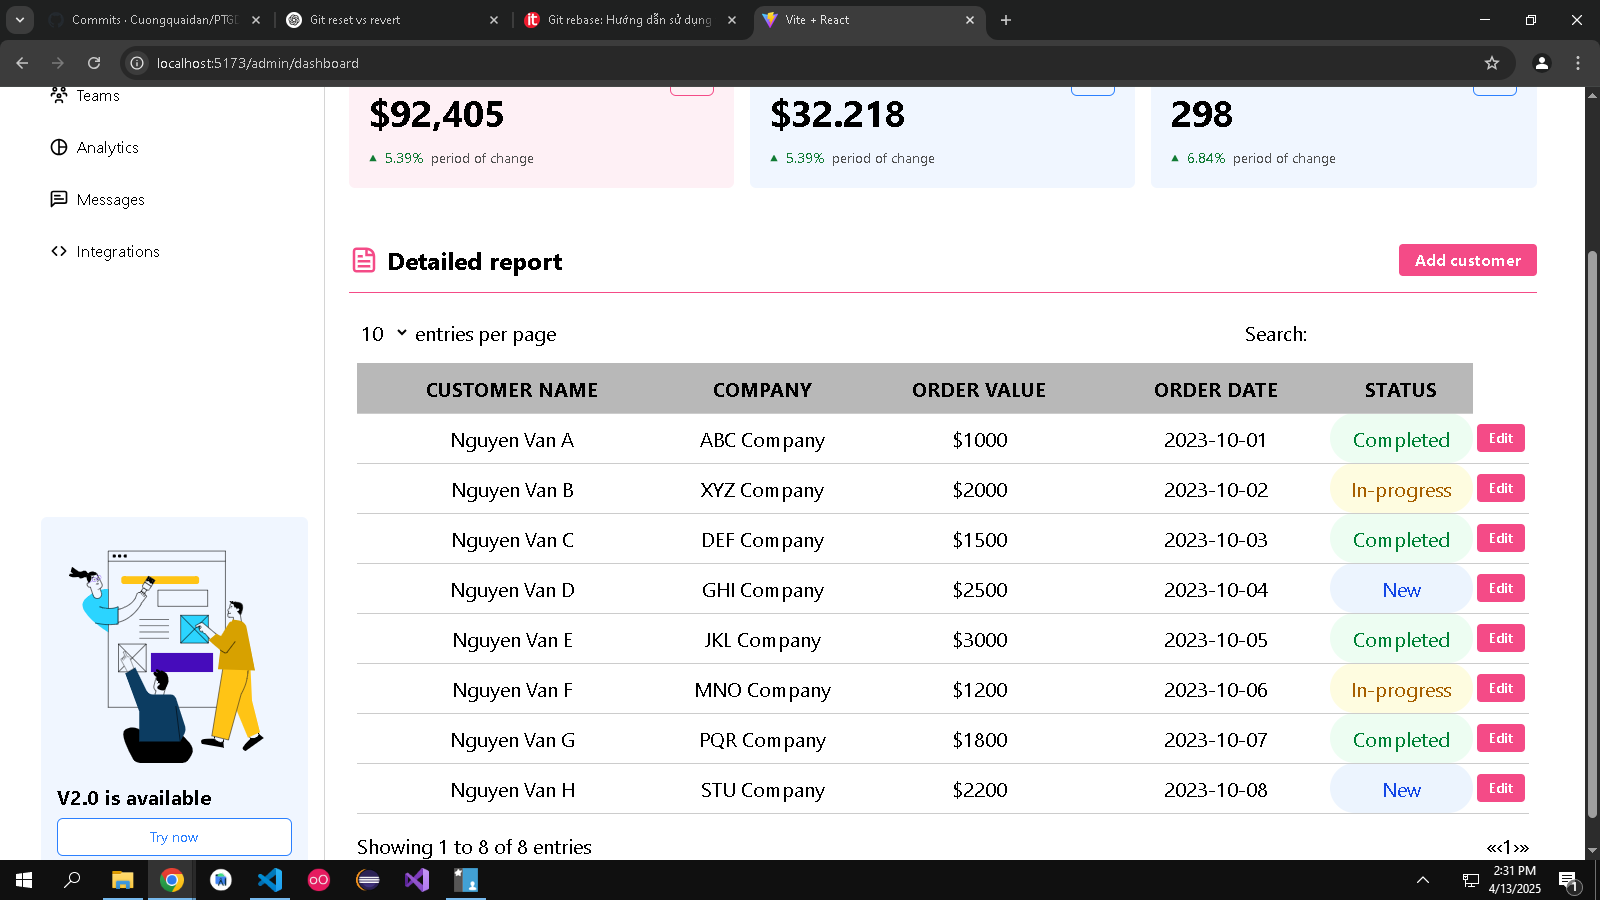 Commits · Cuongquaidan/PTGD
Git reset vs revert
Git rebase: Hướng dẫn sử dụng
Vite + React
localhost:5173/admin/dashboard
Teams
Analytics
Messages
Integrations
$92,405
5.39% period of change
$32.218
5.39% period of change
298
6.84% period of change
Detailed report
Add customer
10 entries per page
Search:
CUSTOMER NAME COMPANY ORDER VALUE ORDER DATE STATUS
Nguyen Van A ABC Company $1000 2023-10-01 Completed Edit
Nguyen Van B XYZ Company $2000 2023-10-02 In-progress Edit
Nguyen Van C DEF Company $1500 2023-10-03 Completed Edit
Nguyen Van D GHI Company $2500 2023-10-04 New Edit
Nguyen Van E JKL Company $3000 2023-10-05 Completed Edit
Nguyen Van F MNO Company $1200 2023-10-06 In-progress Edit
Nguyen Van G PQR Company $1800 2023-10-07 Completed Edit
Nguyen Van H STU Company $2200 2023-10-08 New Edit
Showing 1 to 8 of 8 entries
«‹1›»
V2.0 is available
Try now
2:31 PM
4/13/2025
1